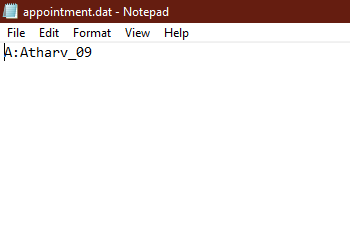 appointment.dat - Notepad
File Edit Format View Help
A:Atharv_09